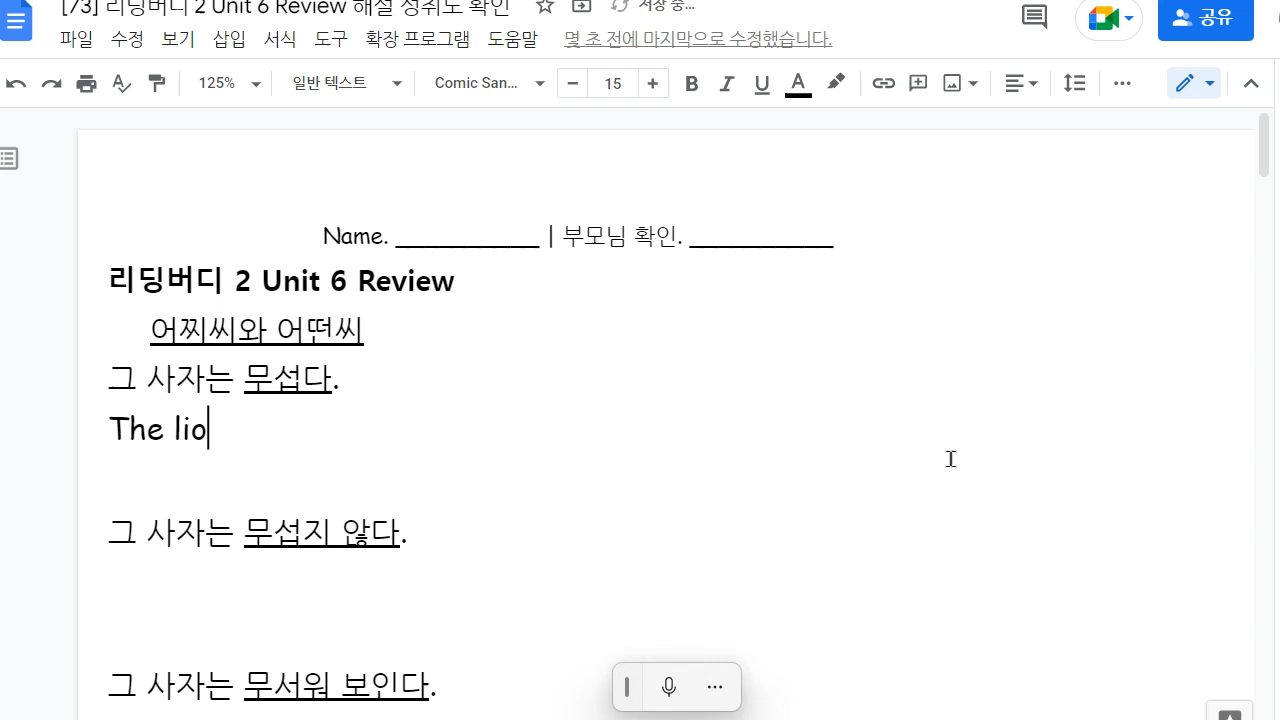 [73] 리딩버디 2 Unit 6 Review 해설 성취도 확인 저장 중...
파일 수정 보기 삽입 서식 도구 확장 프로그램 도움말 몇 초 전에 마지막으로 수정했습니다. 공유
125% 일반 텍스트 Comic San... 15 B I U A
Name. ____________ | 부모님 확인. ____________
리딩버디 2 Unit 6 Review
어찌씨와 어떤씨
그 사자는 무섭다.
The lio
그 사자는 무섭지 않다.
그 사자는 무서워 보인다.